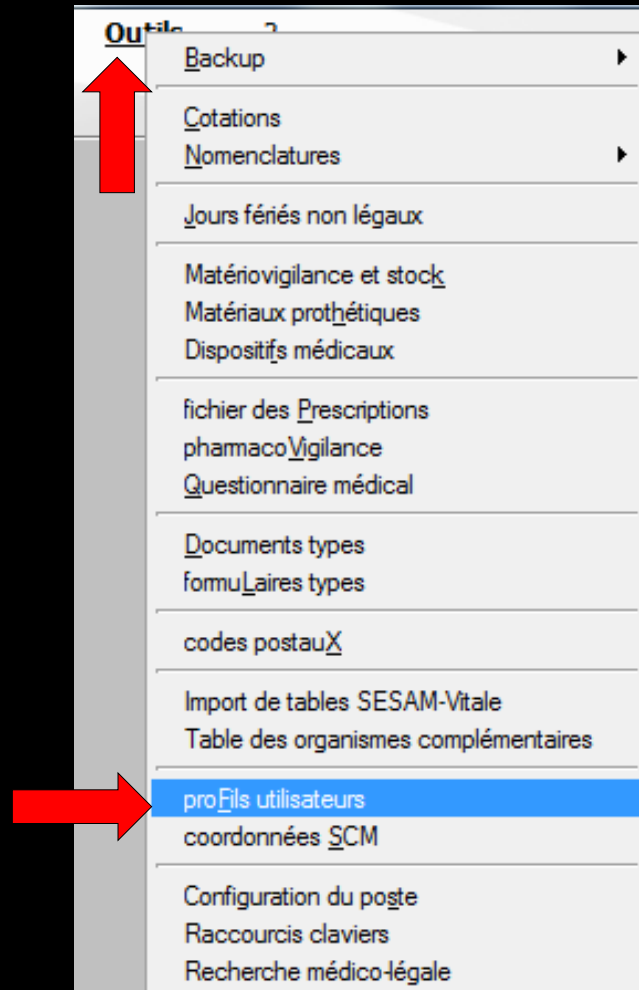 Outils ?
Backup
Cotations
Nomenclatures
Jours fériés non légaux
Matériovigilance et stock
Matériaux prothétiques
Dispositifs médicaux
fichier des Prescriptions
pharmacoVigilance
Questionnaire médical
Documents types
formuLaires types
codes postauX
Import de tables SESAM-Vitale
Table des organismes complémentaires
proFils utilisateurs
coordonnées SCM
Configuration du poste
Raccourcis claviers
Recherche médico-légale